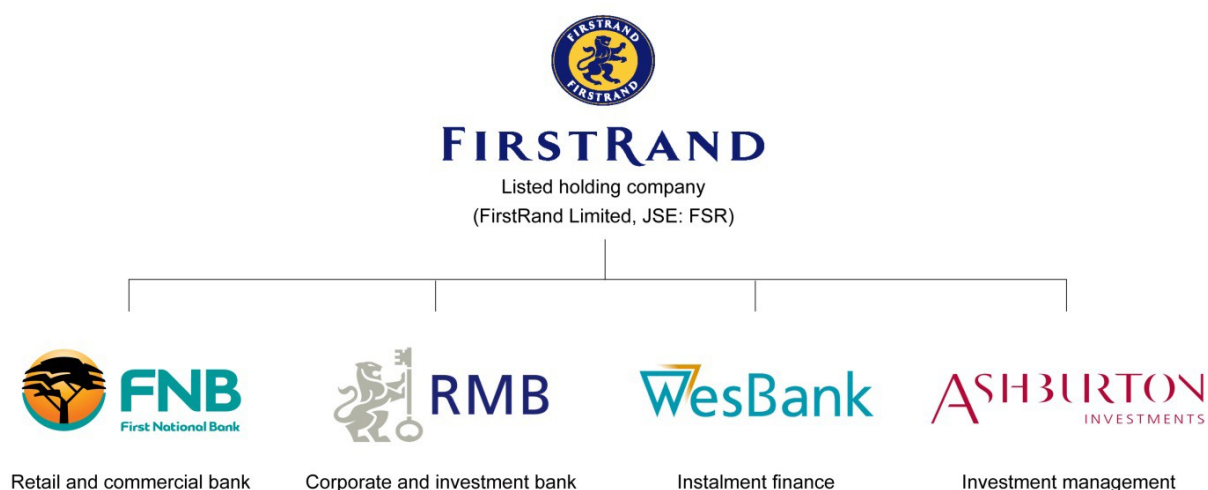 FIRSTRAND
FIRSTRAND
FIRSTRAND
Listed holding company
(FirstRand Limited, JSE: FSR)
FNB
First National Bank
RMB
WesBank
ASHBURTON
INVESTMENTS
Retail and commercial bank
Corporate and investment bank
Instalment finance
Investment management